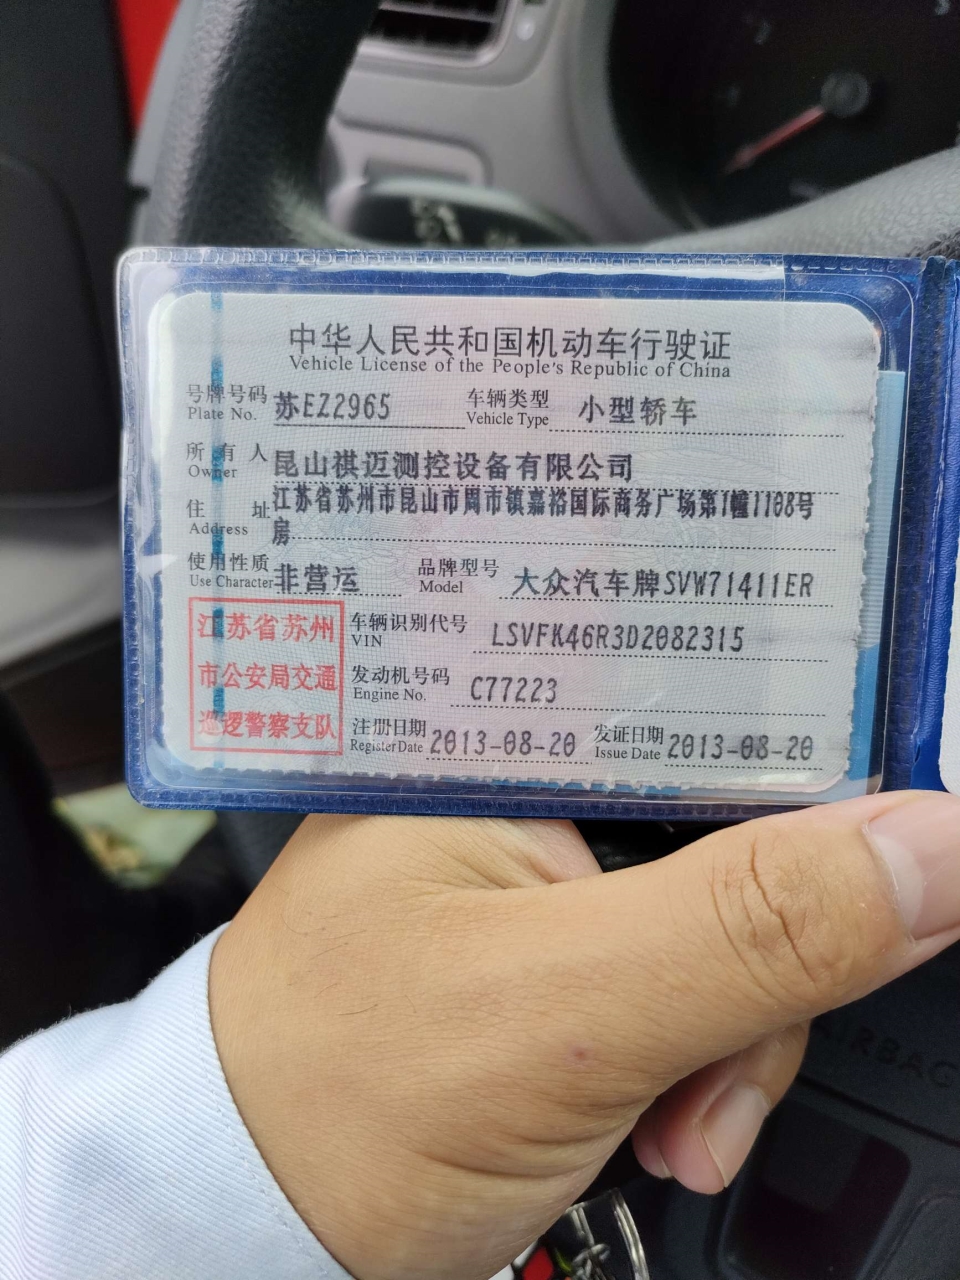 中华人民共和国机动车行驶证
Vehicle License of the People's Republic of China
号牌号码 苏EZ2965 车辆类型 小型轿车
Plate No. Vehicle Type
所有人 昆山祺迈测控设备有限公司
Owner
住址 江苏省苏州市昆山市周市镇嘉裕国际商务广场第1幢1108号
Address 房
使用性质 非营运 品牌型号 大众汽车牌SVW71411ER
Use Character Model
江苏省苏州
市公安局交通
巡逻警察支队
车辆识别代号 LSVFK46R3D2082315
VIN
发动机号码 C77223
Engine No.
注册日期 2013-08-20 发证日期 2013-08-20
Register Date Issue Date
AIRBAG